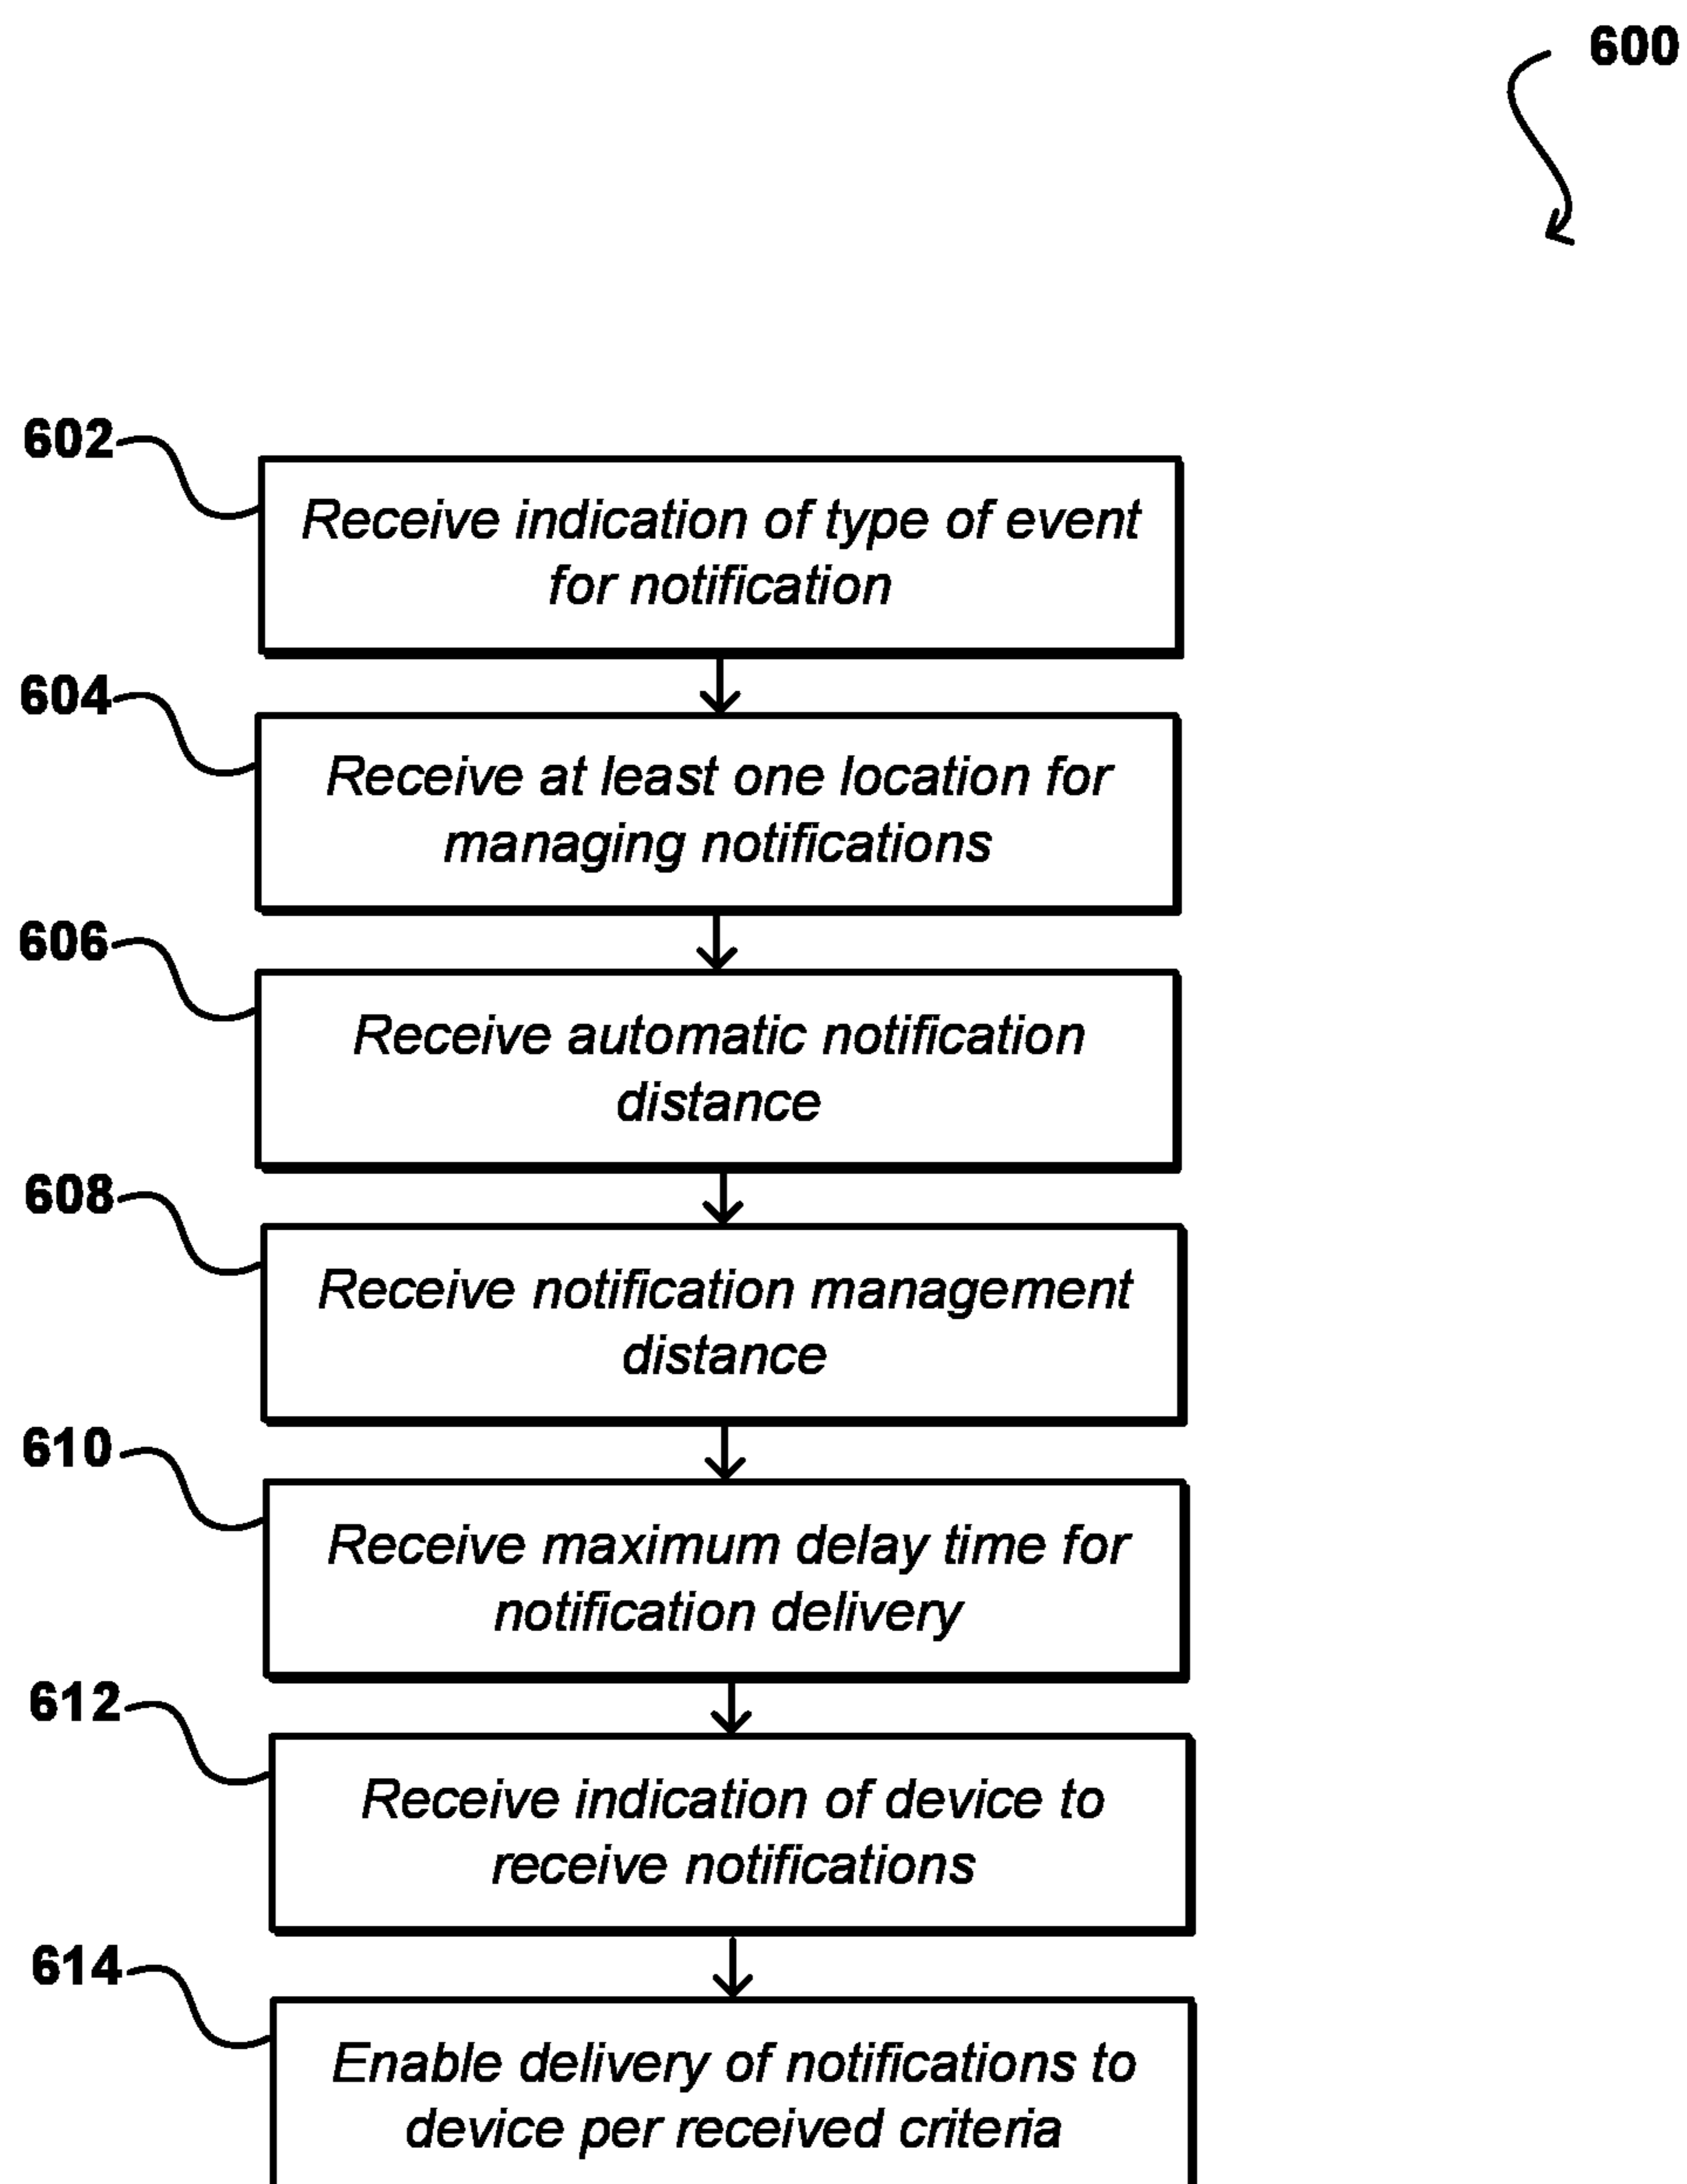 600
602
Receive indication of type of event
for notification
604
Receive at least one location for
managing notifications
606
Receive automatic notification
distance
608
Receive notification management
distance
610
Receive maximum delay time for
notification delivery
612
Receive indication of device to
receive notifications
614
Enable delivery of notifications to
device per received criteria